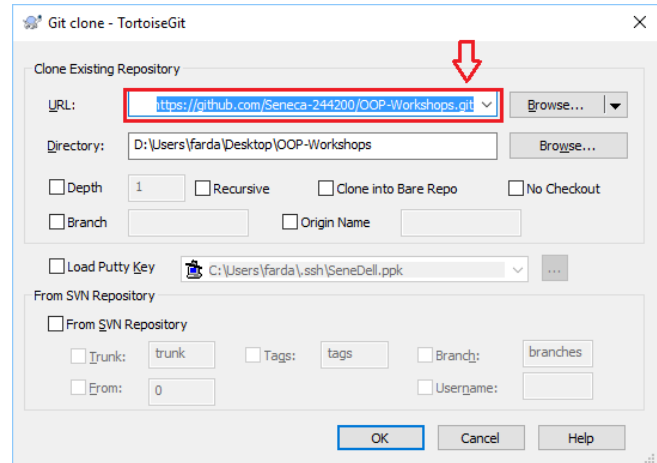 Git clone - TortoiseGit
Clone Existing Repository
URL: https://github.com/Seneca-244200/OOP-Workshops.git Browse...
Directory: D:\Users\farda\Desktop\OOP-Workshops Browse...
Depth 1 Recursive Clone into Bare Repo No Checkout
Branch Origin Name
Load Putty Key C:\Users\farda\.ssh\SeneDell.ppk ...
From SVN Repository
From SVN Repository
Trunk: trunk Tags: tags Branch: branches
From: 0 Username:
OK Cancel Help